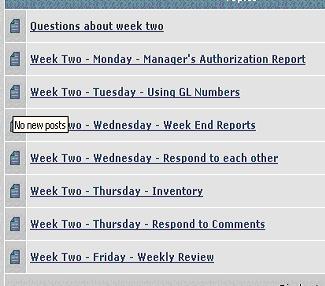 Questions about week two
Week Two - Monday - Manager's Authorization Report
Week Two - Tuesday - Using GL Numbers
No new posts Two - Wednesday - Week End Reports
Week Two - Wednesday - Respond to each other
Week Two - Thursday - Inventory
Week Two - Thursday - Respond to Comments
Week Two - Friday - Weekly Review